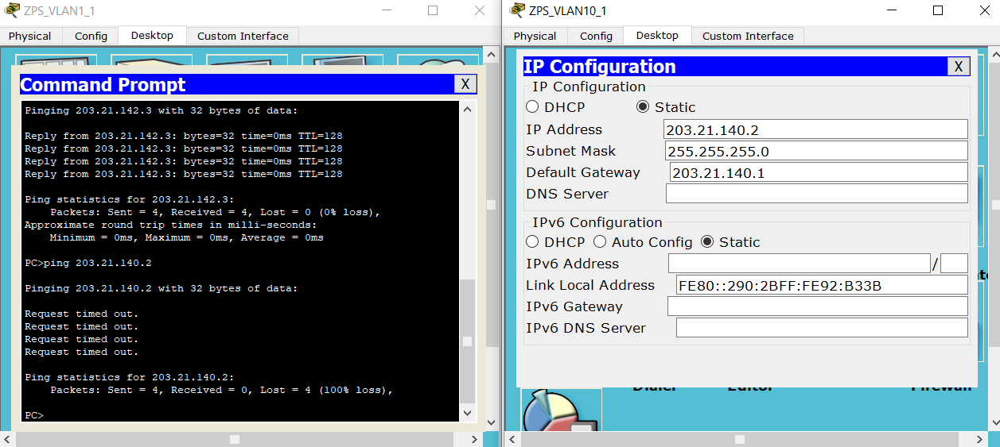 ZPS_VLAN1_1
Physical Config Desktop Custom Interface
Command Prompt X
Pinging 203.21.142.3 with 32 bytes of data:
Reply from 203.21.142.3: bytes=32 time=0ms TTL=128
Reply from 203.21.142.3: bytes=32 time=0ms TTL=128
Reply from 203.21.142.3: bytes=32 time=0ms TTL=128
Reply from 203.21.142.3: bytes=32 time=0ms TTL=128
Ping statistics for 203.21.142.3:
Packets: Sent = 4, Received = 4, Lost = 0 (0% loss),
Approximate round trip times in milli-seconds:
Minimum = 0ms, Maximum = 0ms, Average = 0ms
PC>ping 203.21.140.2
Pinging 203.21.140.2 with 32 bytes of data:
Request timed out.
Request timed out.
Request timed out.
Request timed out.
Ping statistics for 203.21.140.2:
Packets: Sent = 4, Received = 0, Lost = 4 (100% loss),
PC>
ZPS_VLAN10_1
Physical Config Desktop Custom Interface
IP Configuration X
IP Configuration
DHCP Static
IP Address 203.21.140.2
Subnet Mask 255.255.255.0
Default Gateway 203.21.140.1
DNS Server
IPv6 Configuration
DHCP Auto Config Static
IPv6 Address /
Link Local Address FE80::290:2BFF:FE92:B33B
IPv6 Gateway
IPv6 DNS Server
Dialer Editor Firewall